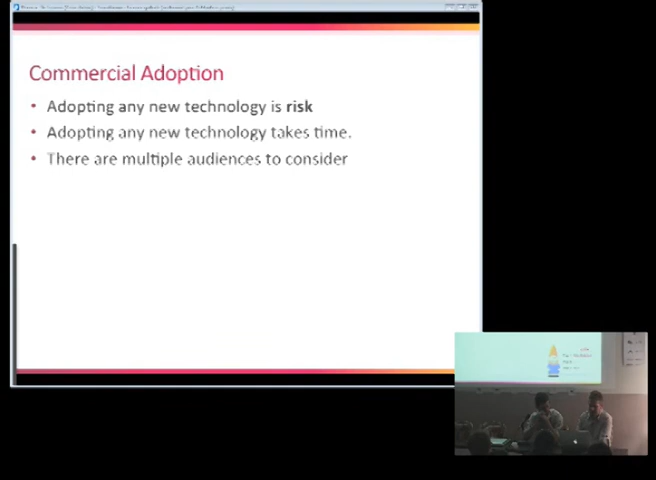 Commercial Adoption
• Adopting any new technology is risk
• Adopting any new technology takes time.
• There are multiple audiences to consider